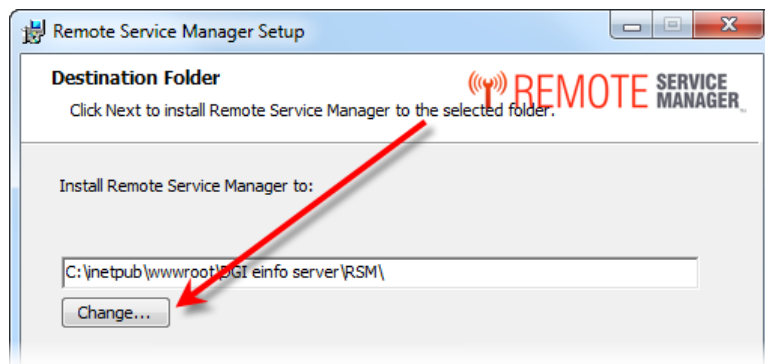 Remote Service Manager Setup
Destination Folder
REMOTE SERVICE MANAGER
Click Next to install Remote Service Manager to the selected folder.
Install Remote Service Manager to:
C:\inetpub\wwwroot\DGI einfo server\RSM\
Change...